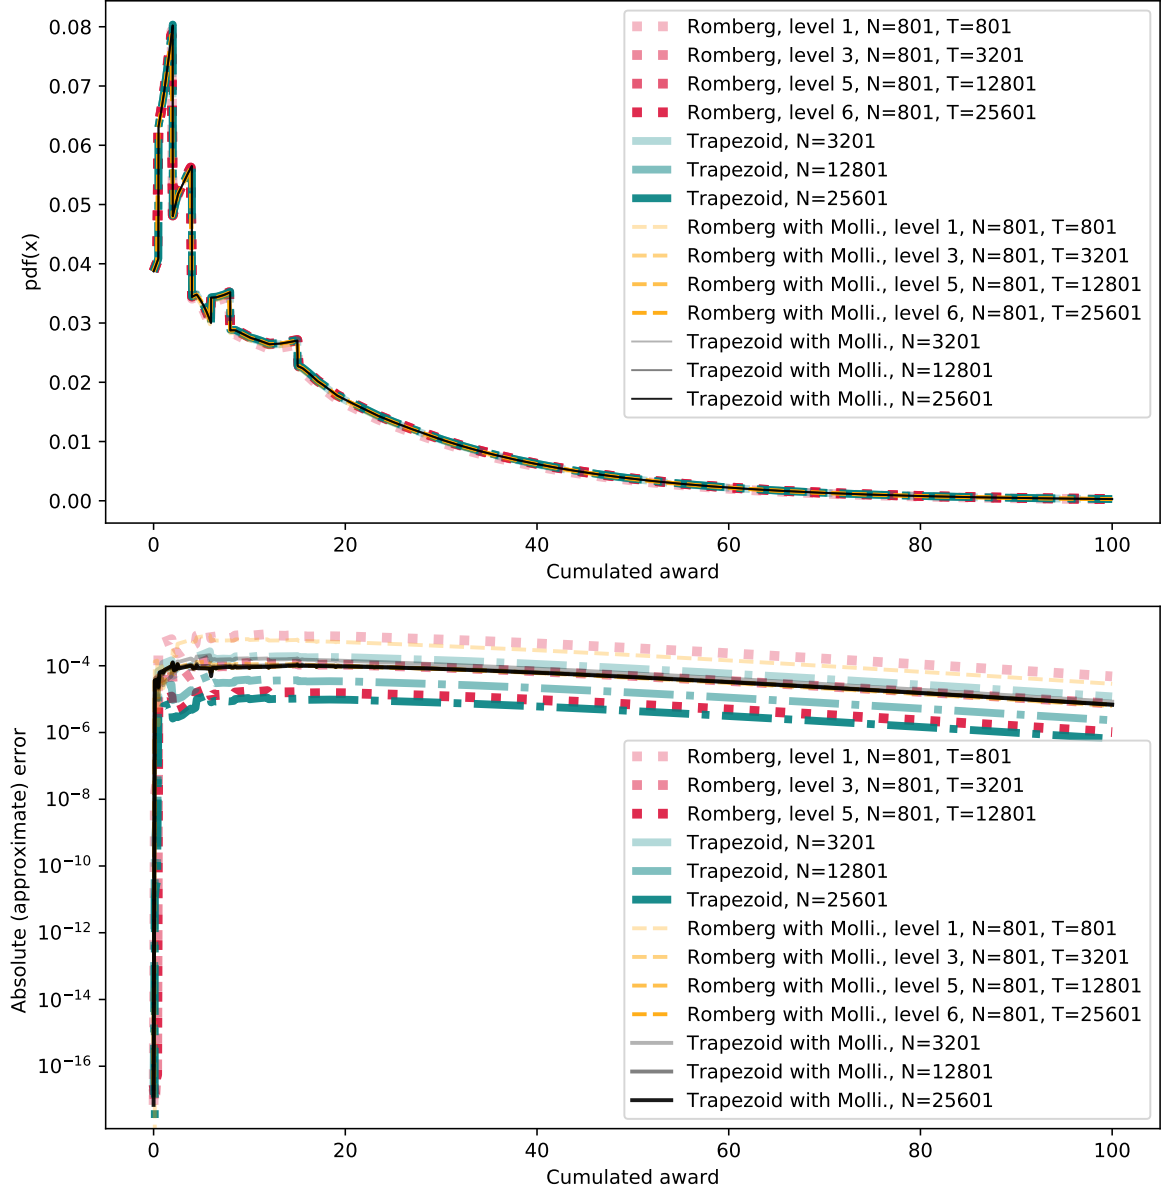 0.08
0.07
0.06
0.05
0.04
0.03
0.02
0.01
0.00
pdf(x)
Romberg, level 1, N=801, T=801
Romberg, level 3, N=801, T=3201
Romberg, level 5, N=801, T=12801
Romberg, level 6, N=801, T=25601
Trapezoid, N=3201
Trapezoid, N=12801
Trapezoid, N=25601
Romberg with Molli., level 1, N=801, T=801
Romberg with Molli., level 3, N=801, T=3201
Romberg with Molli., level 5, N=801, T=12801
Romberg with Molli., level 6, N=801, T=25601
Trapezoid with Molli., N=3201
Trapezoid with Molli., N=12801
Trapezoid with Molli., N=25601
0 20 40 60 80 100
Cumulated award
10⁻⁴
10⁻⁶
10⁻⁸
10⁻¹⁰
10⁻¹²
10⁻¹⁴
10⁻¹⁶
Absolute (approximate) error
Romberg, level 1, N=801, T=801
Romberg, level 3, N=801, T=3201
Romberg, level 5, N=801, T=12801
Trapezoid, N=3201
Trapezoid, N=12801
Trapezoid, N=25601
Romberg with Molli., level 1, N=801, T=801
Romberg with Molli., level 3, N=801, T=3201
Romberg with Molli., level 5, N=801, T=12801
Romberg with Molli., level 6, N=801, T=25601
Trapezoid with Molli., N=3201
Trapezoid with Molli., N=12801
Trapezoid with Molli., N=25601
0 20 40 60 80 100
Cumulated award